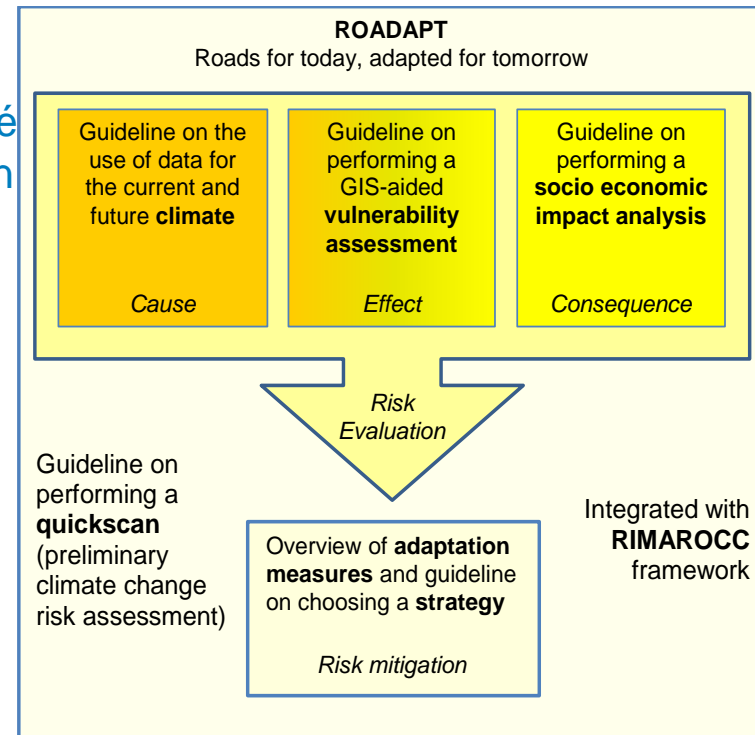 ROADAPT
Roads for today, adapted for tomorrow
é
n
Guideline on the
use of data for
the current and
future climate
Cause
Guideline on
performing a
GIS-aided
vulnerability
assessment
Effect
Guideline on
performing a
socio economic
impact analysis
Consequence
Risk
Evaluation
Guideline on
performing a
quickscan
(preliminary
climate change
risk assessment)
Overview of adaptation
measures and guideline
on choosing a strategy
Risk mitigation
Integrated with
RIMAROCC
framework